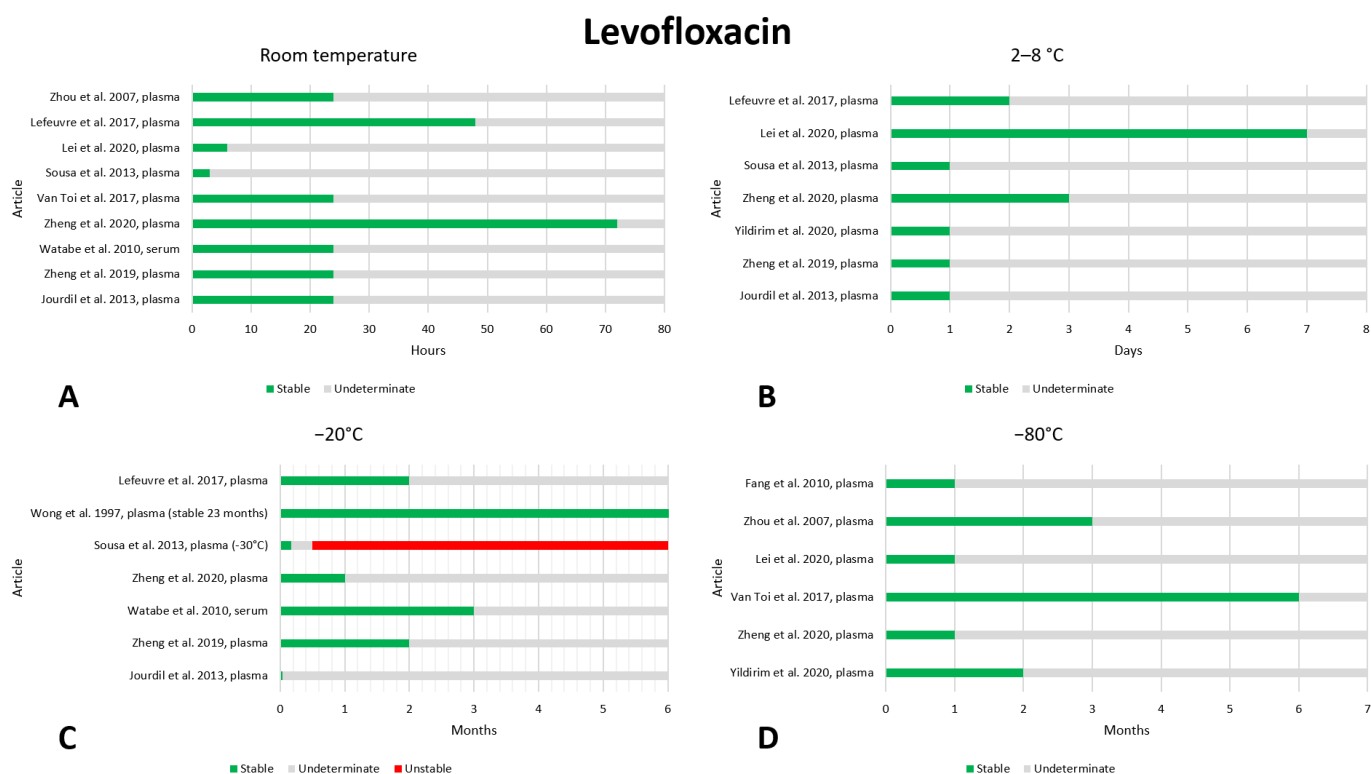 Levofloxacin
Room temperature
Article
Zhou et al. 2007, plasma
Lefeuvre et al. 2017, plasma
Lei et al. 2020, plasma
Sousa et al. 2013, plasma
Van Toi et al. 2017, plasma
Zheng et al. 2020, plasma
Watabe et al. 2010, serum
Zheng et al. 2019, plasma
Jourdil et al. 2013, plasma
0 10 20 30 40 50 60 70 80
Hours
Stable Undeterminate
A
2–8 °C
Article
Lefeuvre et al. 2017, plasma
Lei et al. 2020, plasma
Sousa et al. 2013, plasma
Zheng et al. 2020, plasma
Yildirim et al. 2020, plasma
Zheng et al. 2019, plasma
Jourdil et al. 2013, plasma
0 1 2 3 4 5 6 7 8
Days
Stable Undeterminate
B
−20°C
Article
Lefeuvre et al. 2017, plasma
Wong et al. 1997, plasma (stable 23 months)
Sousa et al. 2013, plasma (-30°C)
Zheng et al. 2020, plasma
Watabe et al. 2010, serum
Zheng et al. 2019, plasma
Jourdil et al. 2013, plasma
0 1 2 3 4 5 6
Months
Stable Undeterminate Unstable
C
−80°C
Article
Fang et al. 2010, plasma
Zhou et al. 2007, plasma
Lei et al. 2020, plasma
Van Toi et al. 2017, plasma
Zheng et al. 2020, plasma
Yildirim et al. 2020, plasma
0 1 2 3 4 5 6 7
Months
Stable Undeterminate
D